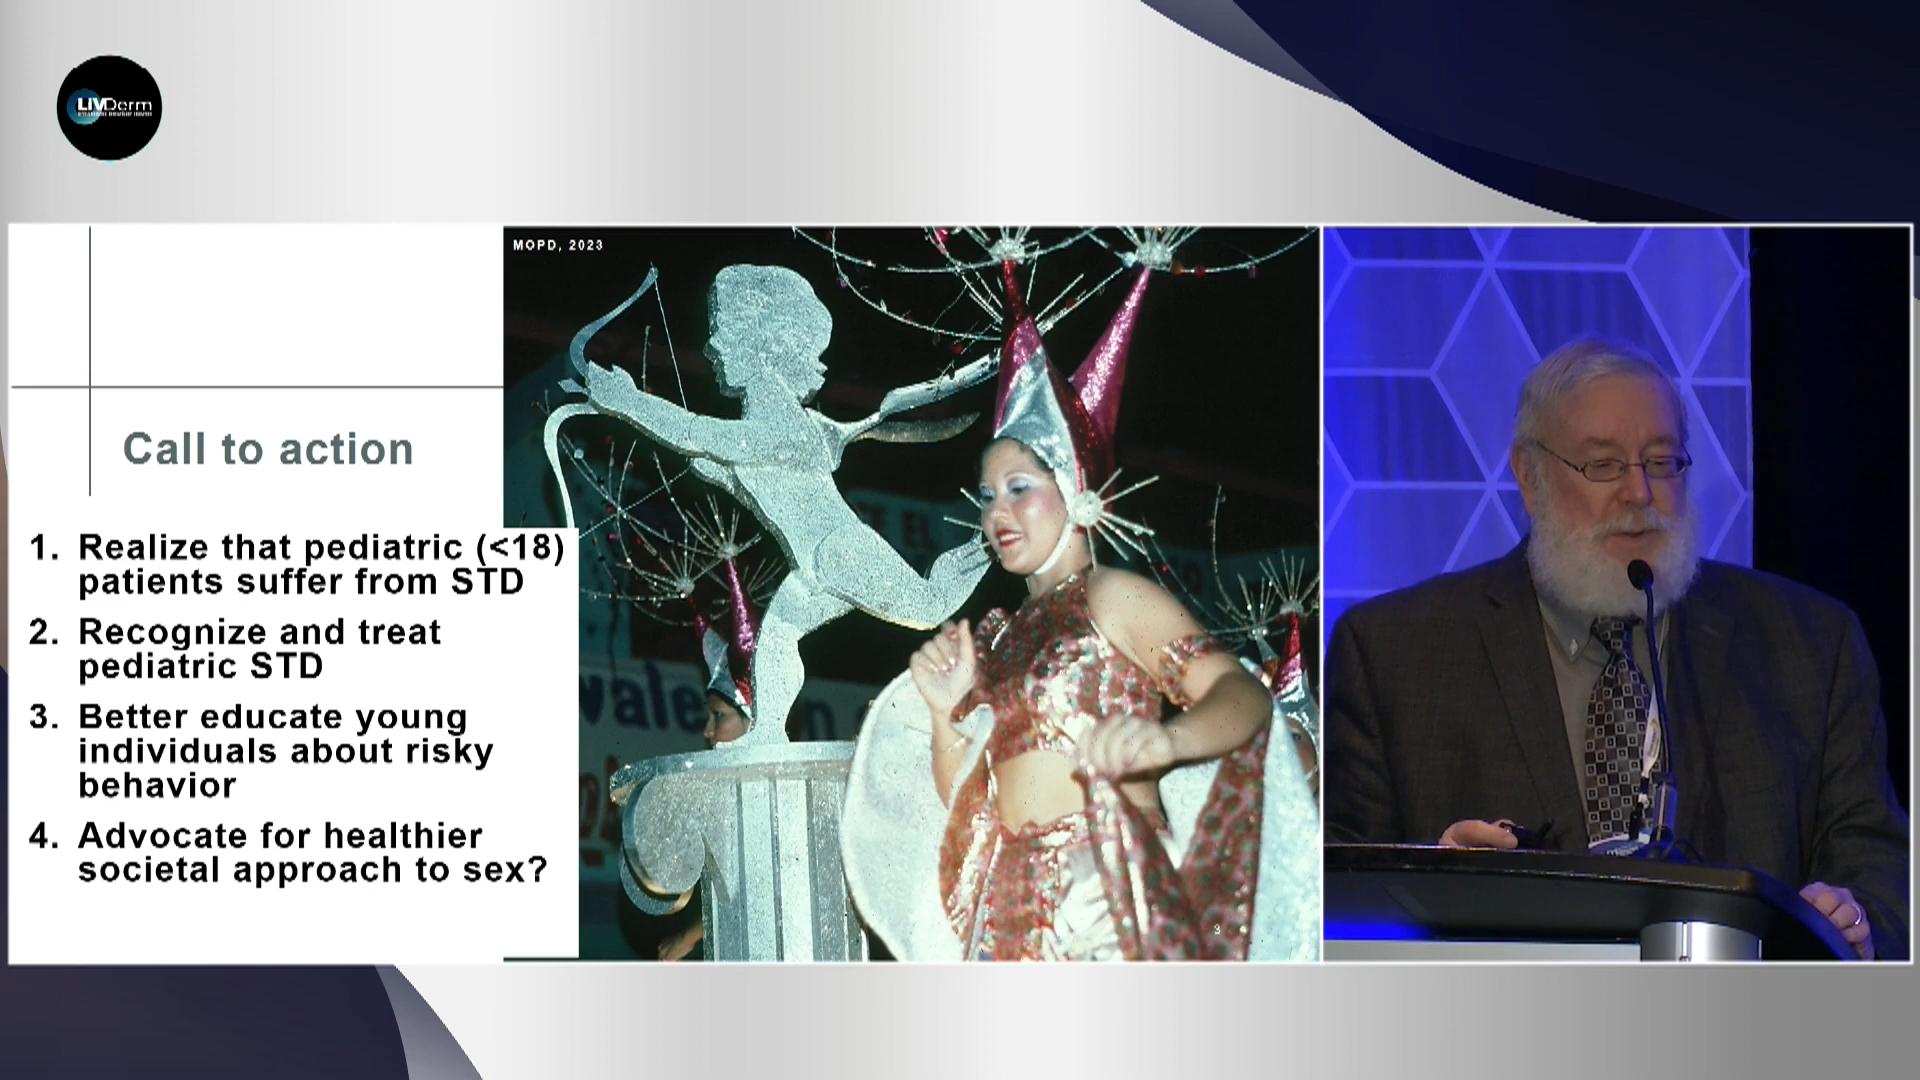 LIVDerm
MOPD, 2023
Call to action
1. Realize that pediatric (<18)
patients suffer from STD
2. Recognize and treat
pediatric STD
3. Better educate young
individuals about risky
behavior
4. Advocate for healthier
societal approach to sex?
3